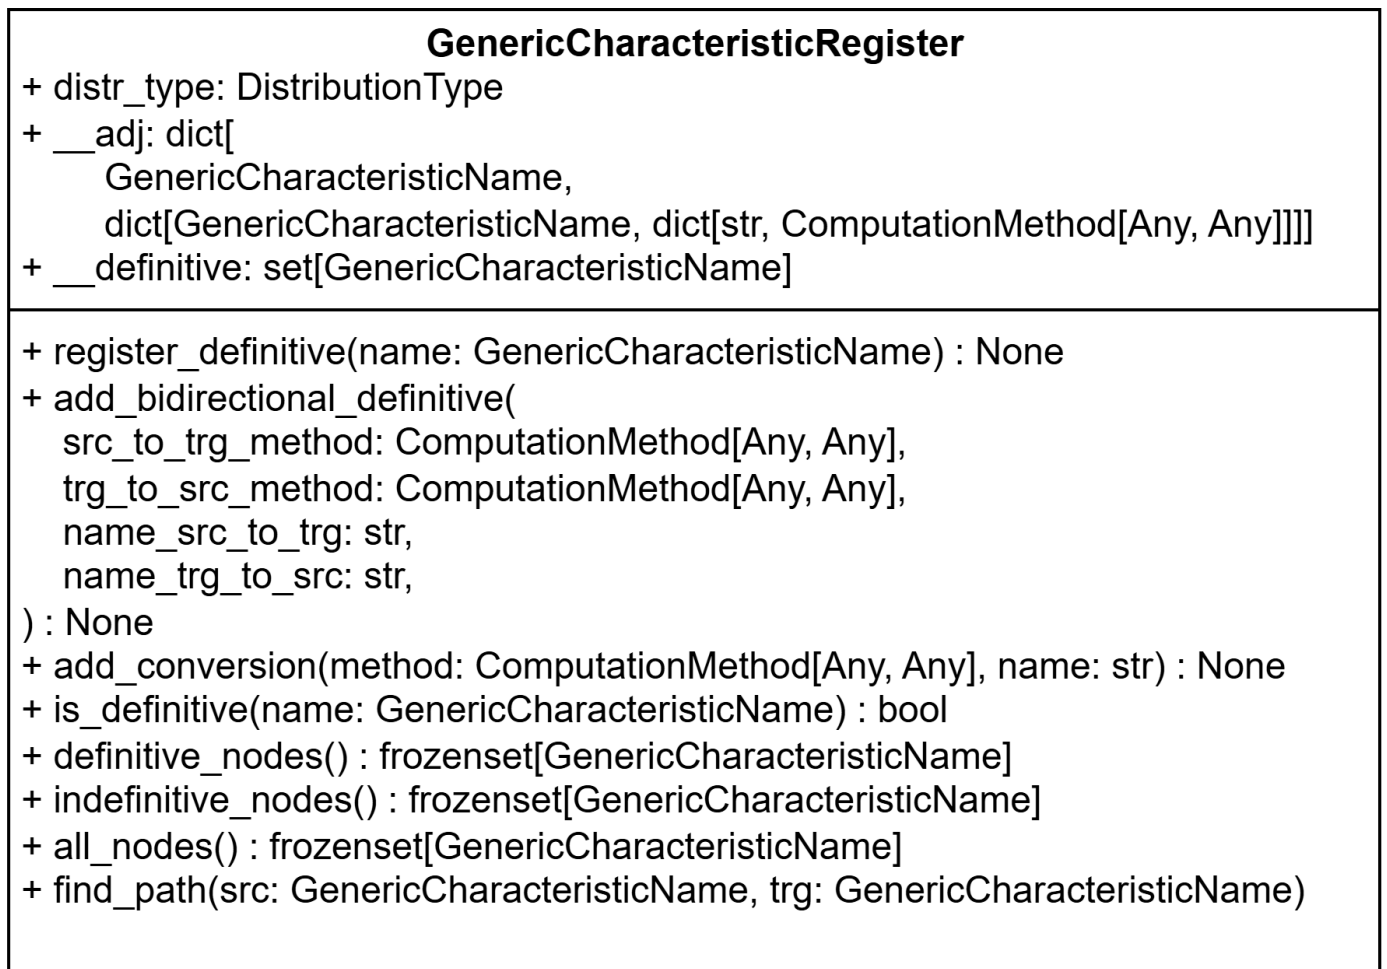 GenericCharacteristicRegister
+ distr_type: DistributionType
+ __adj: dict[
GenericCharacteristicName,
dict[GenericCharacteristicName, dict[str, ComputationMethod[Any, Any]]]]
+ __definitive: set[GenericCharacteristicName]
+ register_definitive(name: GenericCharacteristicName) : None
+ add_bidirectional_definitive(
src_to_trg_method: ComputationMethod[Any, Any],
trg_to_src_method: ComputationMethod[Any, Any],
name_src_to_trg: str,
name_trg_to_src: str,
) : None
+ add_conversion(method: ComputationMethod[Any, Any], name: str) : None
+ is_definitive(name: GenericCharacteristicName) : bool
+ definitive_nodes() : frozenset[GenericCharacteristicName]
+ indefinitive_nodes() : frozenset[GenericCharacteristicName]
+ all_nodes() : frozenset[GenericCharacteristicName]
+ find_path(src: GenericCharacteristicName, trg: GenericCharacteristicName)